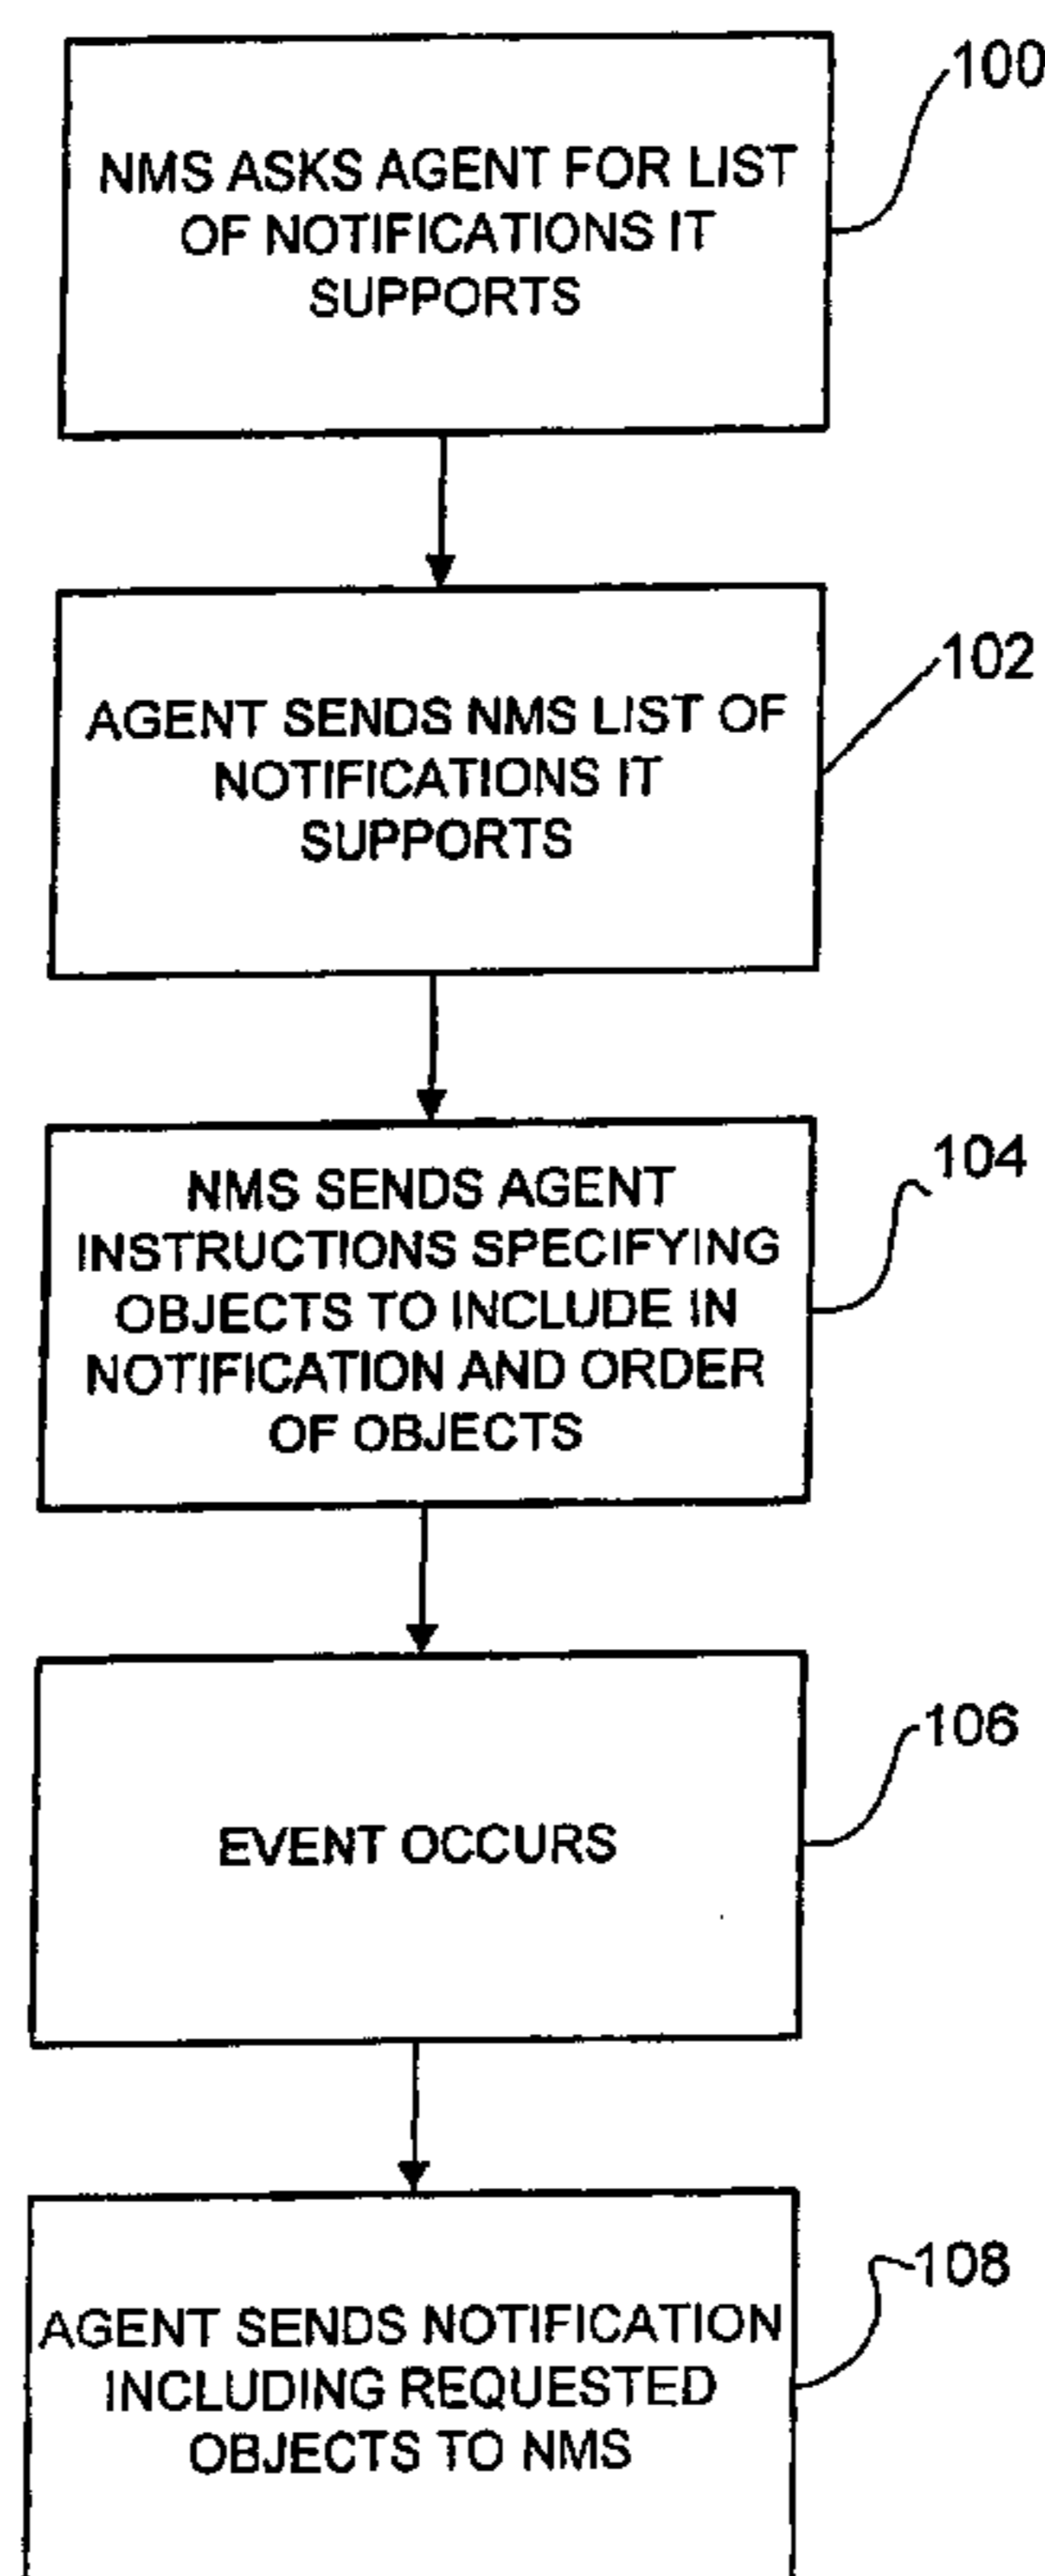 100
NMS ASKS AGENT FOR LIST
OF NOTIFICATIONS IT
SUPPORTS
102
AGENT SENDS NMS LIST OF
NOTIFICATIONS IT
SUPPORTS
104
NMS SENDS AGENT
INSTRUCTIONS SPECIFYING
OBJECTS TO INCLUDE IN
NOTIFICATION AND ORDER
OF OBJECTS
106
EVENT OCCURS
108
AGENT SENDS NOTIFICATION
INCLUDING REQUESTED
OBJECTS TO NMS